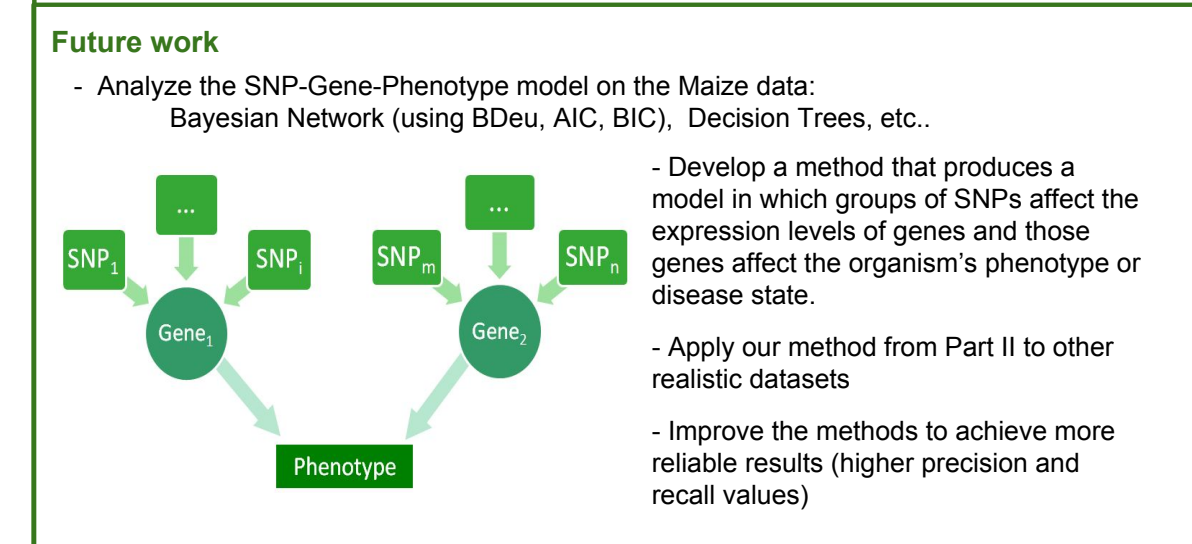 Future work
- Analyze the SNP-Gene-Phenotype model on the Maize data:
Bayesian Network (using BDeu, AIC, BIC), Decision Trees, etc..
...
SNP₁
SNPᵢ
Gene₁
...
SNPₘ
SNPₙ
Gene₂
Phenotype
- Develop a method that produces a
model in which groups of SNPs affect the
expression levels of genes and those
genes affect the organism's phenotype or
disease state.
- Apply our method from Part II to other
realistic datasets
- Improve the methods to achieve more
reliable results (higher precision and
recall values)